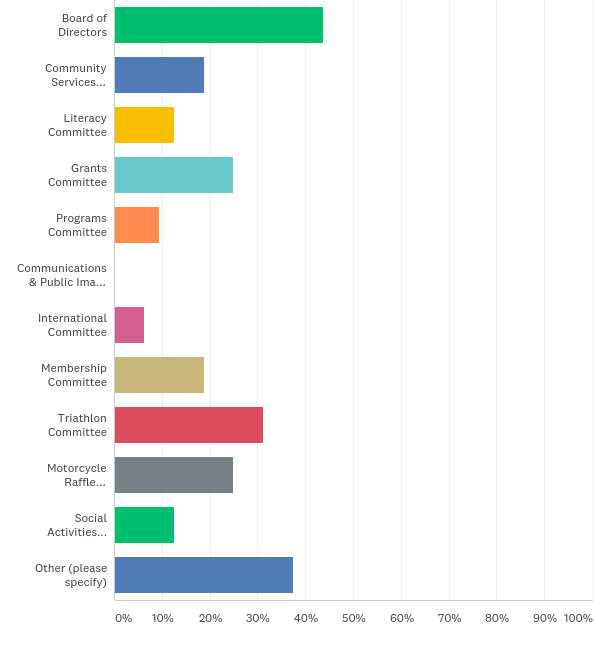 Board of
Directors
Community
Services...
Literacy
Committee
Grants
Committee
Programs
Committee
Communications
& Public Ima...
International
Committee
Membership
Committee
Triathlon
Committee
Motorcycle
Raffle...
Social
Activities...
Other (please
specify)
0% 10% 20% 30% 40% 50% 60% 70% 80% 90% 100%